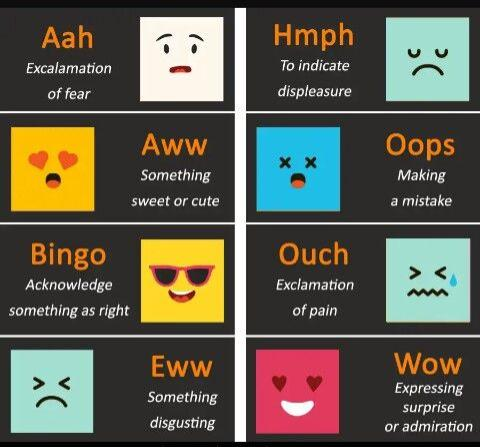 Aah
Excalamation
of fear
Hmph
To indicate
displeasure
Aww
Something
sweet or cute
Oops
Making
a mistake
Bingo
Acknowledge
something as right
Ouch
Exclamation
of pain
Eww
Something
disgusting
Wow
Expressing
surprise
or admiration